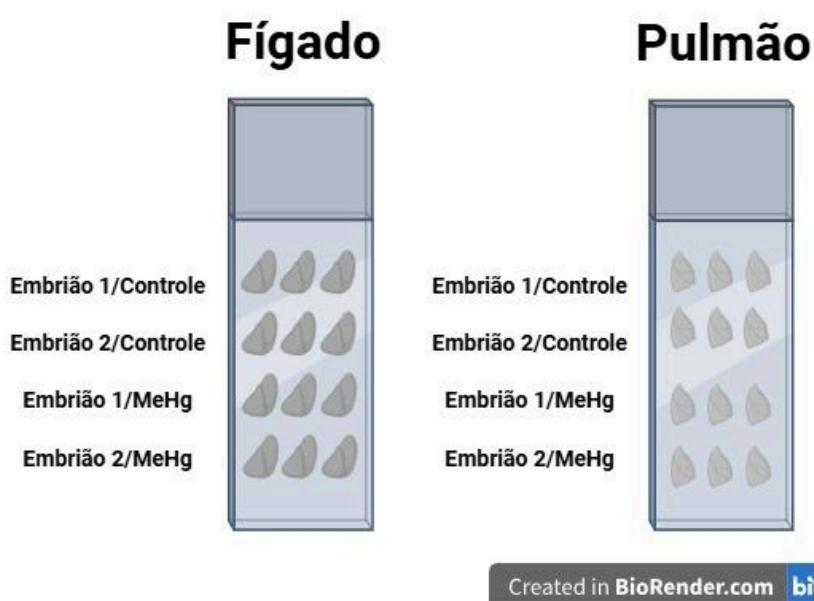 Fígado
Pulmão
Embrião 1/Controle
Embrião 2/Controle
Embrião 1/MeHg
Embrião 2/MeHg
Embrião 1/Controle
Embrião 2/Controle
Embrião 1/MeHg
Embrião 2/MeHg
Created in BioRender.com bi